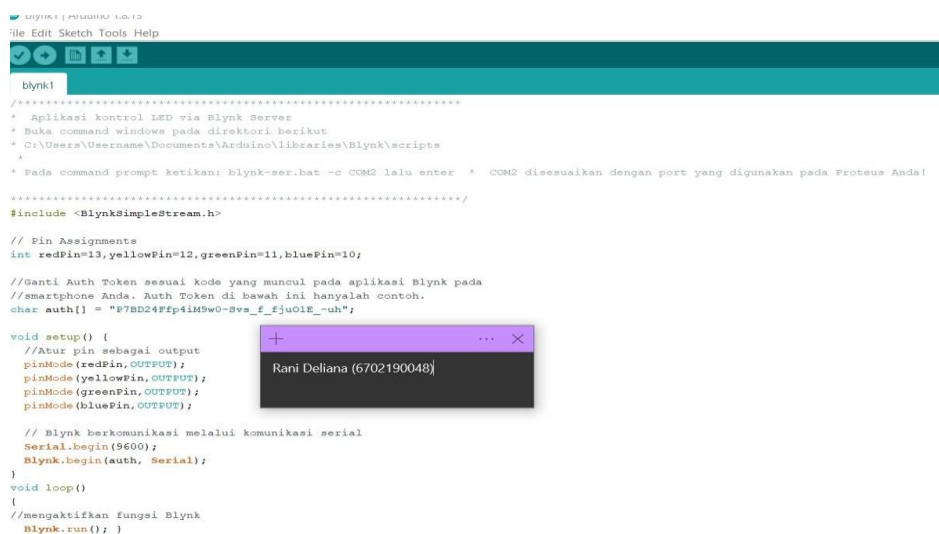 blynk1 | Arduino 1.8.15
File Edit Sketch Tools Help
blynk1
/***************************************************************
* Aplikasi kontrol LED via Blynk Server
* Buka command windows pada direktori berikut
* C:\Users\Username\Documents\Arduino\libraries\Blynk\scripts
*
* Pada command prompt ketikan: blynk-ser.bat -c COM2 lalu enter * COM2 disesuaikan dengan port yang digunakan pada Proteus Anda!
***************************************************************/
#include <BlynkSimpleStream.h>
// Pin Assignments
int redPin=13,yellowPin=12,greenPin=11,bluePin=10;
//Ganti Auth Token sesuai kode yang muncul pada aplikasi Blynk pada
//smartphone Anda. Auth Token di bawah ini hanyalah contoh.
char auth[] = "P7BD24Ffp4iM9w0-Svs_f_fjuO1E_-uh";
void setup() {
//Atur pin sebagai output
pinMode(redPin,OUTPUT);
pinMode(yellowPin,OUTPUT);
pinMode(greenPin,OUTPUT);
pinMode(bluePin,OUTPUT);
Rani Deliana (6702190048)
// Blynk berkomunikasi melalui komunikasi serial
Serial.begin(9600);
Blynk.begin(auth, Serial);
}
void loop()
{
//mengaktifkan fungsi Blynk
Blynk.run(); }